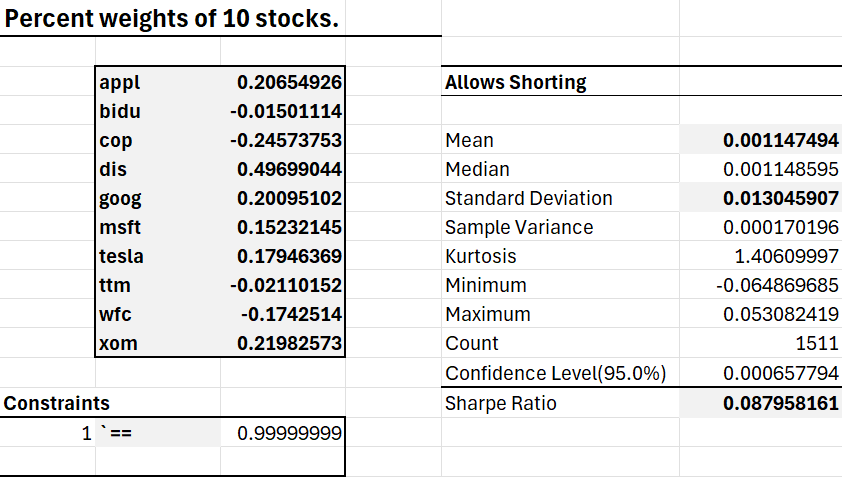 Percent weights of 10 stocks.
appl 0.20654926 Allows Shorting
bidu -0.01501114
cop -0.24573753 Mean 0.001147494
dis 0.49699044 Median 0.001148595
goog 0.20095102 Standard Deviation 0.013045907
msft 0.15232145 Sample Variance 0.000170196
tesla 0.17946369 Kurtosis 1.40609997
ttm -0.02110152 Minimum -0.064869685
wfc -0.1742514 Maximum 0.053082419
xom 0.21982573 Count 1511
Confidence Level(95.0%) 0.000657794
Constraints Sharpe Ratio 0.087958161
1 `== 0.99999999